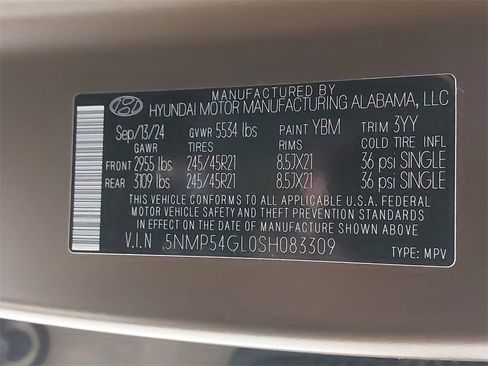 MANUFACTURED BY
HYUNDAI MOTOR MANUFACTURING ALABAMA, LLC
Sep/13/24 GVWR 5534 lbs PAINT YBM TRIM 3YY
GAWR TIRES RIMS COLD TIRE INFL
FRONT 2955 lbs 245/45R21 8.5JX21 36 psi SINGLE
REAR 3109 lbs 245/45R21 8.5JX21 36 psi SINGLE
THIS VEHICLE CONFORMS TO ALL APPLICABLE U.S.A. FEDERAL
MOTOR VEHICLE SAFETY AND THEFT PREVENTION STANDARDS
IN EFFECT ON THE DATE OF MANUFACTURE SHOWN ABOVE
V.I.N 5NMP54GL0SH083309 TYPE: MPV